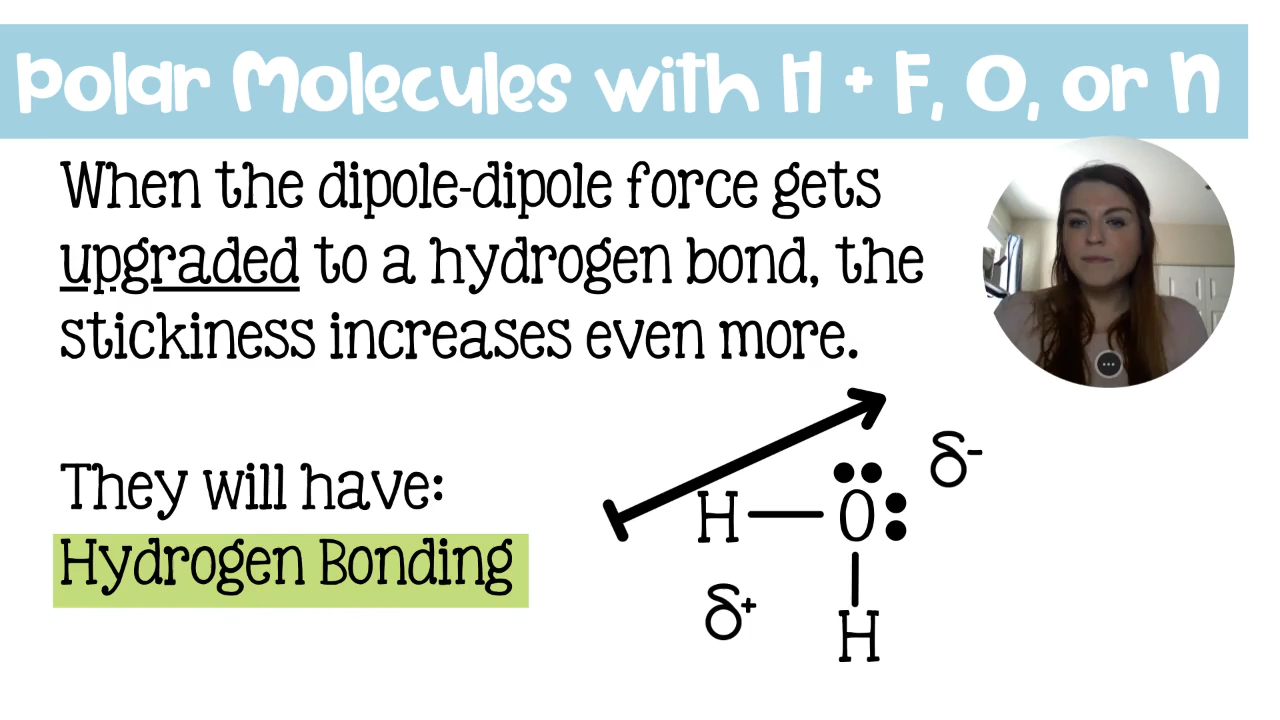 Polar Molecules with H + F, O, or N
When the dipole-dipole force gets
upgraded to a hydrogen bond, the
stickiness increases even more.
They will have:
Hydrogen Bonding
δ-
H O
δ+
H